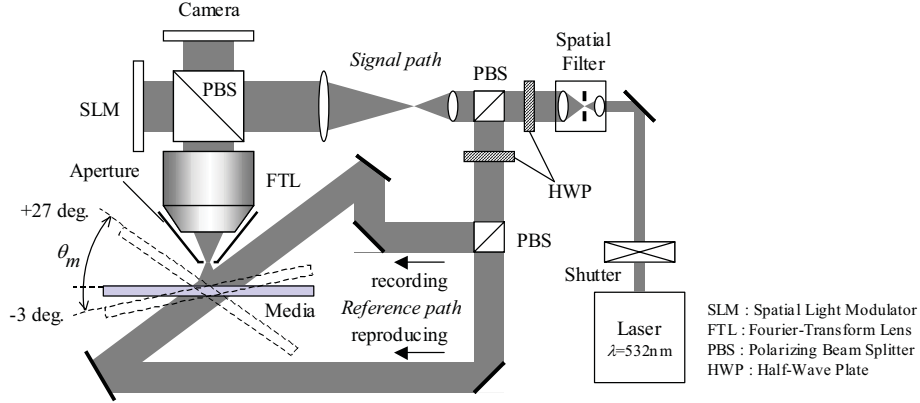 Camera
Signal path
Spatial
Filter
PBS
PBS
SLM
Aperture
FTL
HWP
+27 deg.
θm
-3 deg.
PBS
recording
Reference path
Media
reproducing
Shutter
Laser
λ=532nm
SLM : Spatial Light Modulator
FTL : Fourier-Transform Lens
PBS : Polarizing Beam Splitter
HWP : Half-Wave Plate